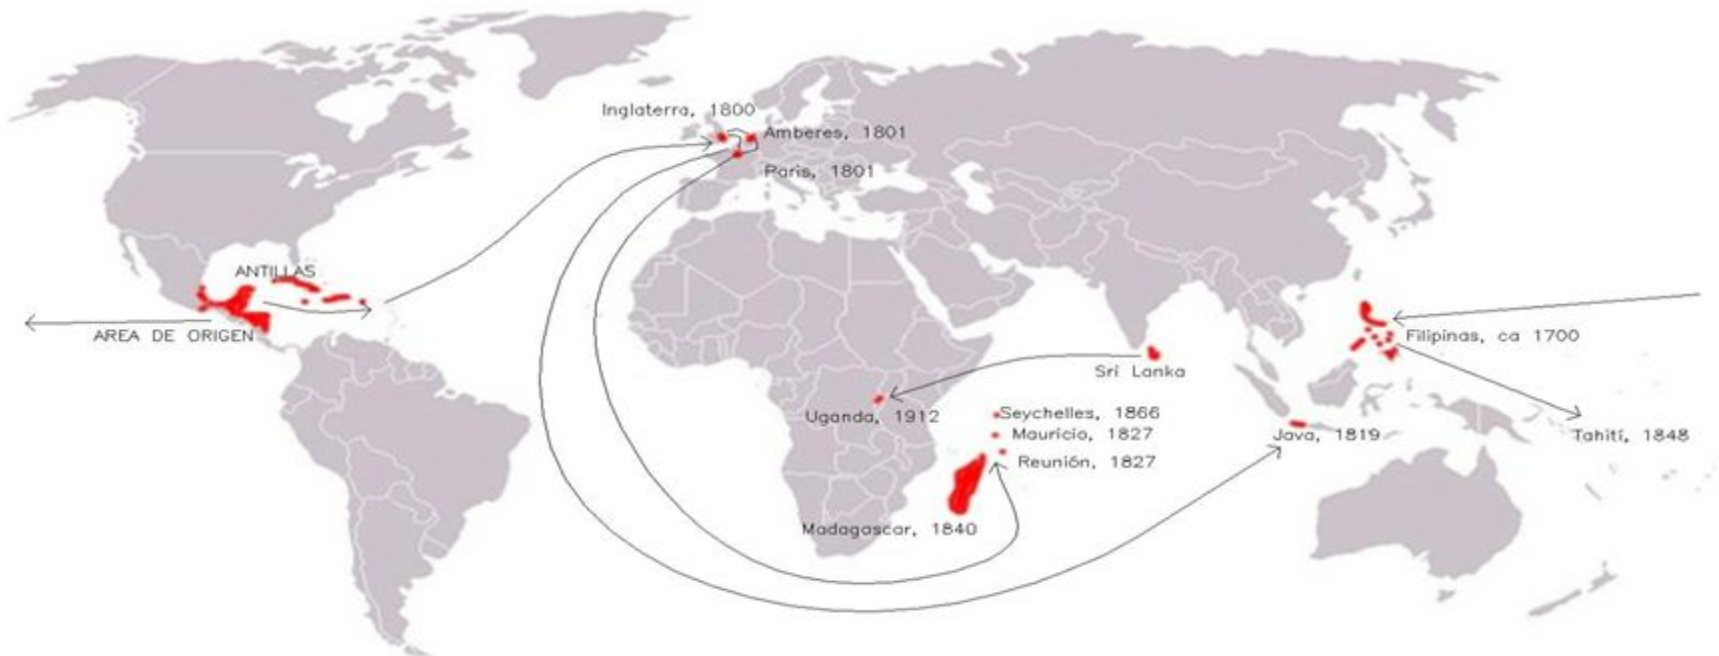 Inglaterra, 1800
Amberes, 1801
Paris, 1801
ANTILLAS
AREA DE ORIGEN
Filipinas, ca 1700
Sri Lanka
Uganda, 1912
Seychelles, 1866
Mauricio, 1827
Java, 1819
Tahití, 1848
Reunión, 1827
Madagascar, 1840